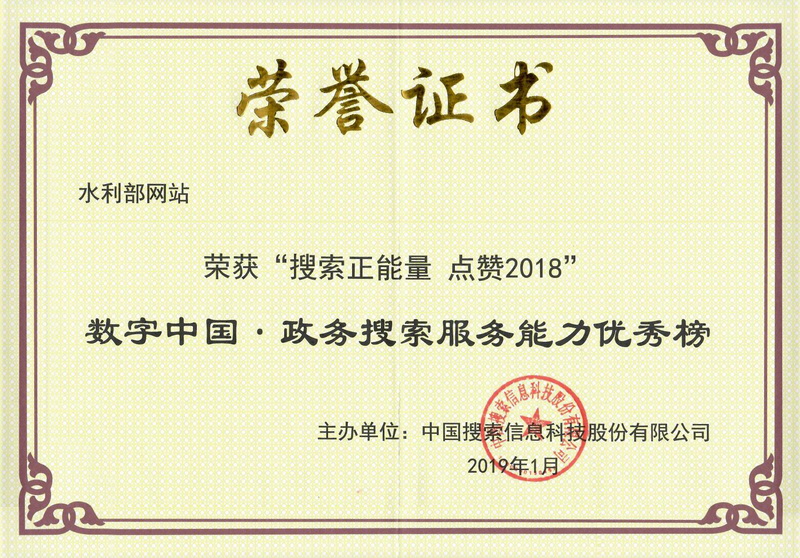 荣誉证书
水利部网站
荣获“搜索正能量 点赞2018”
数字中国·政务搜索服务能力优秀榜
主办单位：中国搜索信息科技股份有限公司
2019年1月
中国搜索信息科技股份有限公司